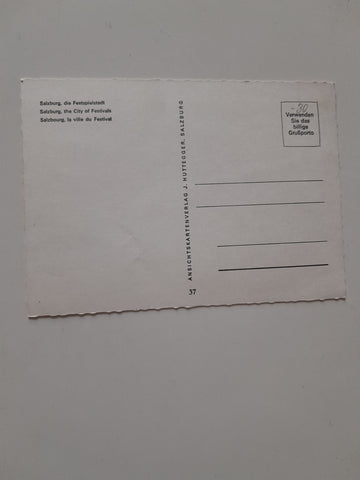 Salzburg, die Festspielstadt
Salzburg, the City of Festivals
Salzbourg, la ville du Festival
ANSICHTSKARTENVERLAG J. HUTTEGGER, SALZBURG
37
-.30
Verwenden
Sie das
billige
Grußporto